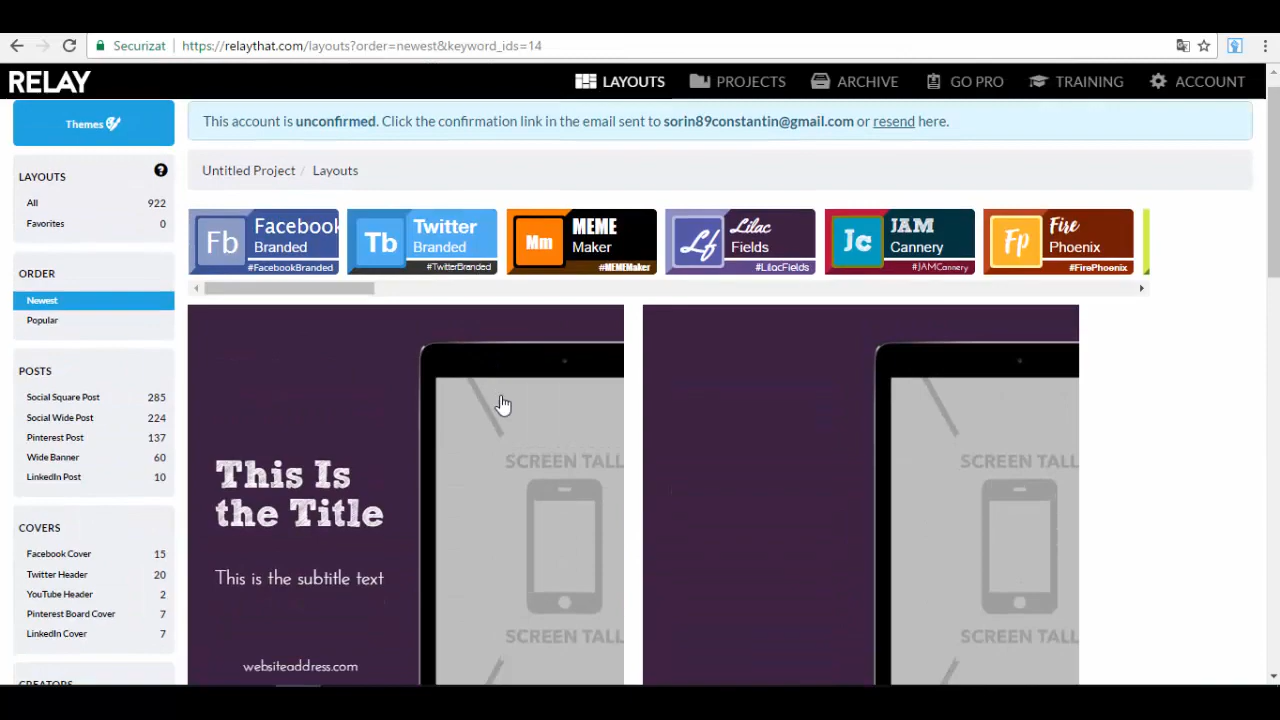 Securizat
https://relaythat.com/layouts?order=newest&keyword_ids=14
RELAY
LAYOUTS
PROJECTS
ARCHIVE
GO PRO
TRAINING
ACCOUNT
Themes
This account is unconfirmed. Click the confirmation link in the email sent to sorin89constantin@gmail.com or resend here.
Untitled Project / Layouts
LAYOUTS
All 922
Favorites 0
ORDER
Newest
Popular
POSTS
Social Square Post 285
Social Wide Post 224
Pinterest Post 137
Wide Banner 60
LinkedIn Post 10
COVERS
Facebook Cover 15
Twitter Header 20
YouTube Header 2
Pinterest Board Cover 7
LinkedIn Cover 7
CREATORS
Fb
Facebook
Branded
#FacebookBranded
Tb
Twitter
Branded
#TwitterBranded
Mm
MEME
Maker
#MEMEMaker
Lf
Lilac
Fields
#LilacFields
Jc
JAM
Cannery
#JAMCannery
Fp
Fire
Phoenix
#FirePhoenix
This Is
the Title
This is the subtitle text
websiteaddress.com
SCREEN TALL
SCREEN TALL
SCREEN TALL
SCREEN TALL